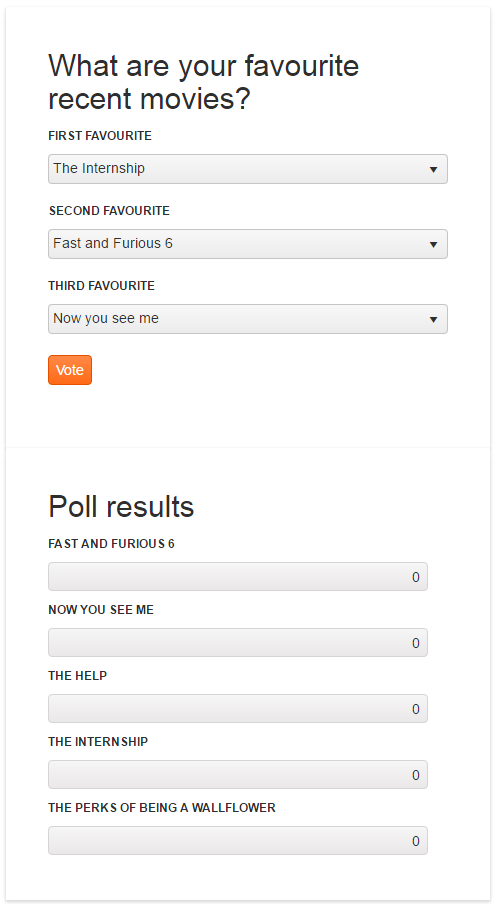 What are your favourite
recent movies?
FIRST FAVOURITE
The Internship
SECOND FAVOURITE
Fast and Furious 6
THIRD FAVOURITE
Now you see me
Vote
Poll results
FAST AND FURIOUS 6
0
NOW YOU SEE ME
0
THE HELP
0
THE INTERNSHIP
0
THE PERKS OF BEING A WALLFLOWER
0